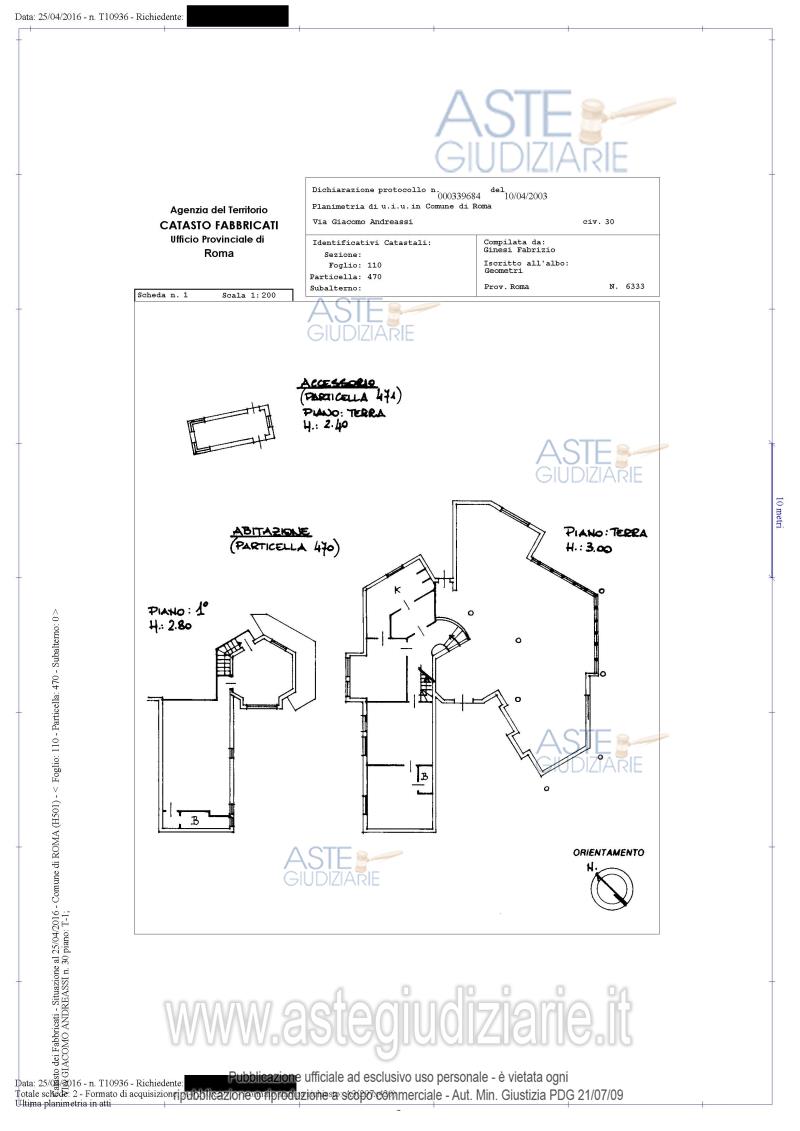 Data: 25/04/2016 - n. T10936 - Richiedente:
ASTE
GIUDIZIARIE
Agenzia del Territorio
CATASTO FABBRICATI
Ufficio Provinciale di
Roma
Dichiarazione protocollo n. 000339684 del 10/04/2003
Planimetria di u.i.u. in Comune di Roma
Via Giacomo Andreassi civ. 30
Identificativi Catastali:
Sezione:
Foglio: 110
Particella: 470
Subalterno:
Compilata da:
Ginesi Fabrizio
Iscritto all'albo:
Geometri
Prov. Roma N. 6333
Scheda n. 1 Scala 1: 200
ASTE
GIUDIZIARIE
ACCESSORIO
(PARTICELLA 471)
PIANO: TERRA
H.: 2.40
ASTE
GIUDIZIARIE
10 metri
ABITAZIONE
(PARTICELLA 470)
PIANO: TERRA
H.: 3.00
K
PIANO: 1°
H.: 2.80
B
B
ASTE
GIUDIZIARIE
ASTE
GIUDIZIARIE
ORIENTAMENTO
N.
Catasto dei Fabbricati - Situazione al 25/04/2016 - Comune di ROMA (H501) - < Foglio: 110 - Particella: 470 - Subalterno: 0 >
GIACOMO ANDREASSI n. 30 piano: T-1;
www.astegiudiziarie.it
Data: 25/04/2016 - n. T10936 - Richiedente:
Totale schede: 2 - Formato di acquisizione
Ultima planimetria in atti
Pubblicazione ufficiale ad esclusivo uso personale - è vietata ogni
ripubblicazione o riproduzione a scopo commerciale - Aut. Min. Giustizia PDG 21/07/09